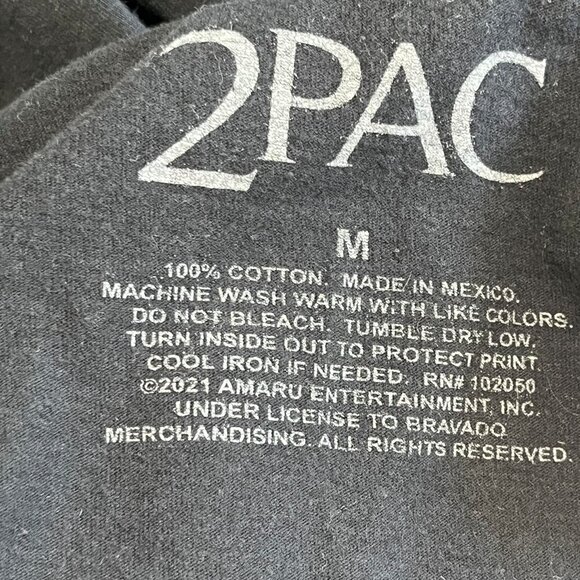 2PAC
M
100% COTTON. MADE IN MEXICO.
MACHINE WASH WARM WITH LIKE COLORS.
DO NOT BLEACH. TUMBLE DRY LOW.
TURN INSIDE OUT TO PROTECT PRINT.
COOL IRON IF NEEDED. RN# 102050
©2021 AMARU ENTERTAINMENT, INC.
UNDER LICENSE TO BRAVADO
MERCHANDISING. ALL RIGHTS RESERVED.